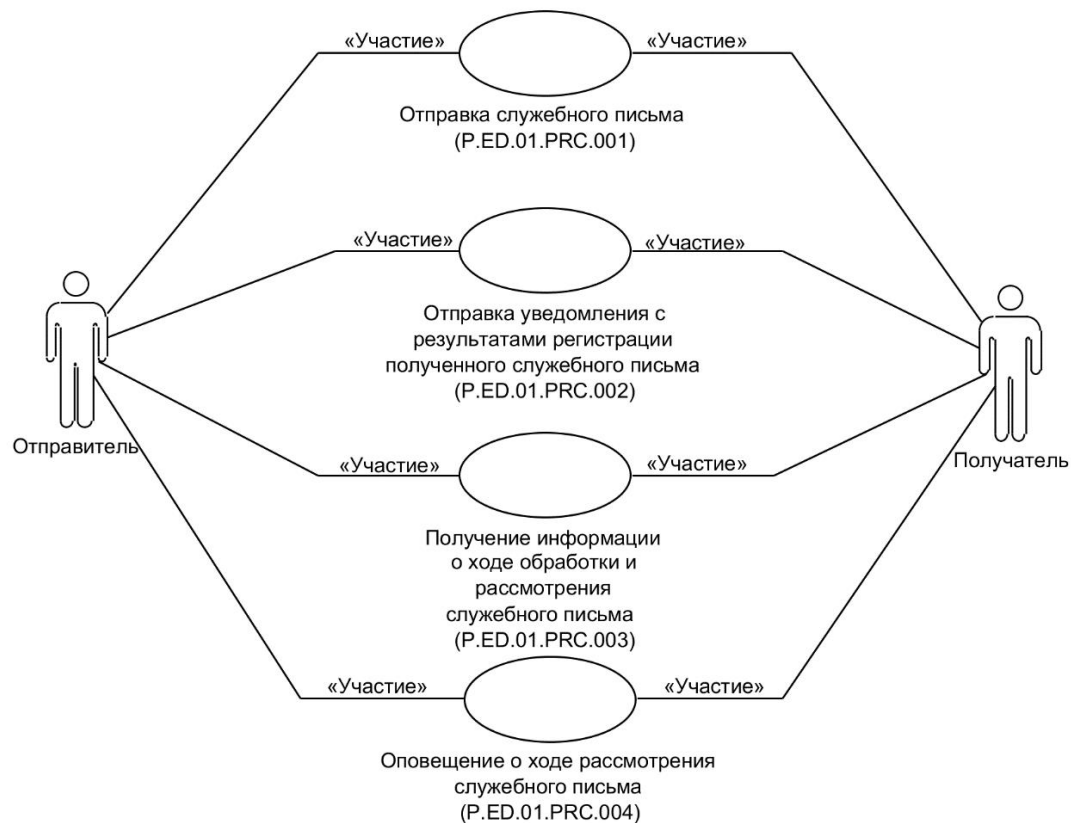 «Участие» «Участие»
Отправка служебного письма
(P.ED.01.PRC.001)
«Участие» «Участие»
Отправка уведомления с
результатами регистрации
полученного служебного письма
(P.ED.01.PRC.002)
Отправитель
Получатель
«Участие» «Участие»
Получение информации
о ходе обработки и
рассмотрения
служебного письма
(P.ED.01.PRC.003)
«Участие» «Участие»
Оповещение о ходе рассмотрения
служебного письма
(P.ED.01.PRC.004)